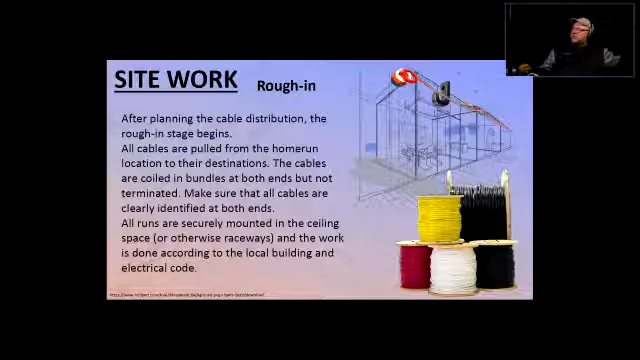 SITE WORK Rough-in
After planning the cable distribution, the
rough-in stage begins.
All cables are pulled from the homerun
location to their destinations. The cables
are coiled in bundles at both ends but not
terminated. Make sure that all cables are
clearly identified at both ends.
All runs are securely mounted in the ceiling
space (or otherwise raceways) and the work
is done according to the local building and
electrical code.